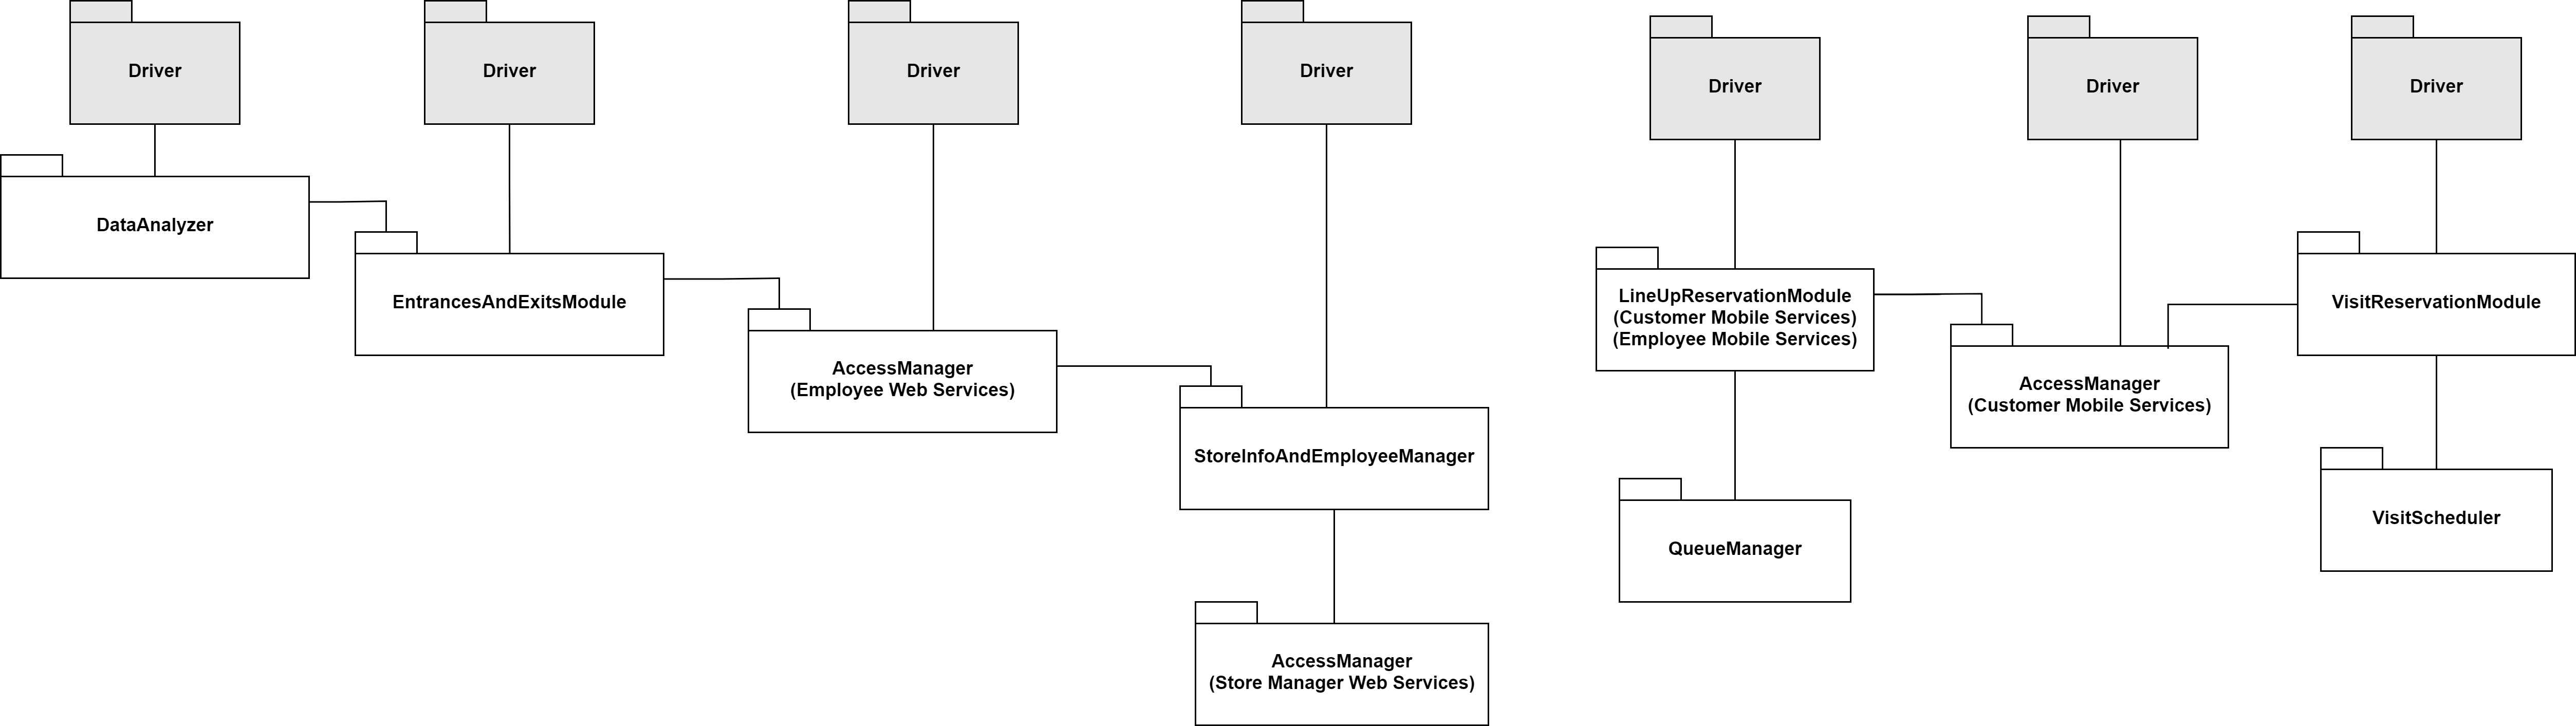 Driver
Driver
Driver
Driver
Driver
Driver
Driver
DataAnalyzer
EntrancesAndExitsModule
AccessManager
(Employee Web Services)
StoreInfoAndEmployeeManager
AccessManager
(Store Manager Web Services)
LineUpReservationModule
(Customer Mobile Services)
(Employee Mobile Services)
QueueManager
AccessManager
(Customer Mobile Services)
VisitReservationModule
VisitScheduler